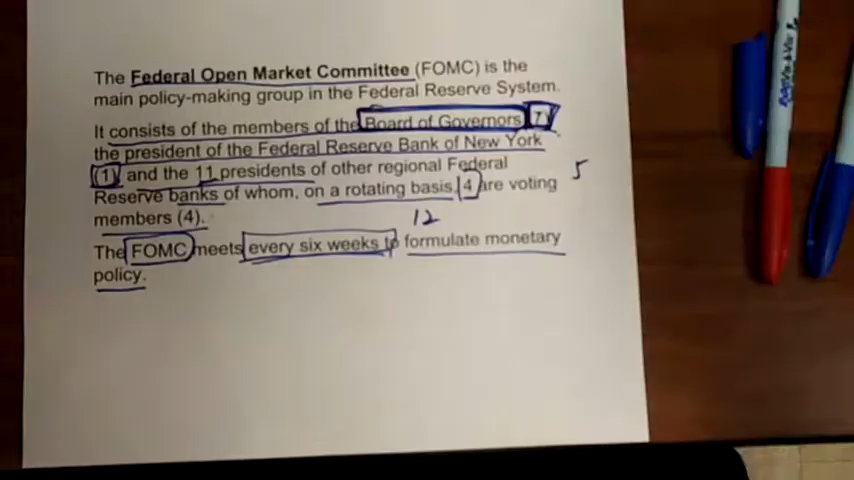 The Federal Open Market Committee (FOMC) is the
main policy-making group in the Federal Reserve System.
It consists of the members of the Board of Governors (7)
the president of the Federal Reserve Bank of New York
(1) and the 11 presidents of other regional Federal
5
Reserve banks of whom, on a rotating basis, 4 are voting
members (4).
12
The FOMC meets every six weeks to formulate monetary
policy.